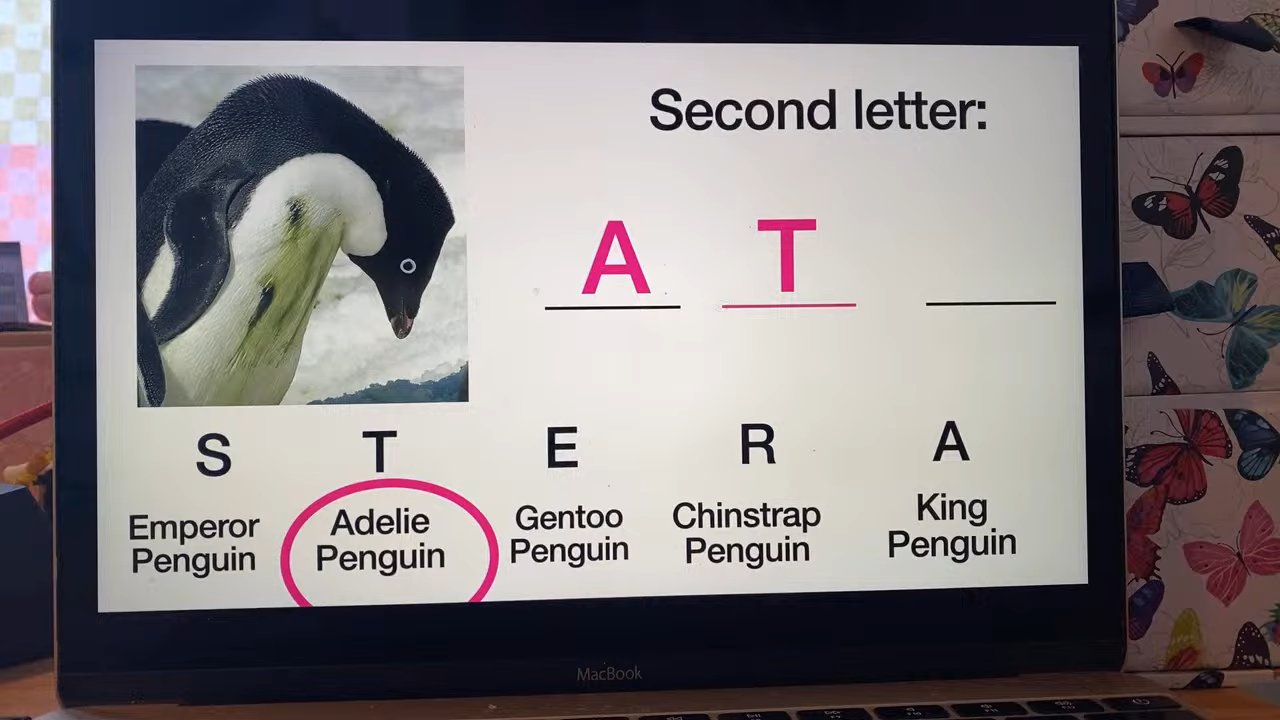 Second letter:
A T
S T E R A
Emperor Penguin
Adelie Penguin
Gentoo Penguin
Chinstrap Penguin
King Penguin
MacBook